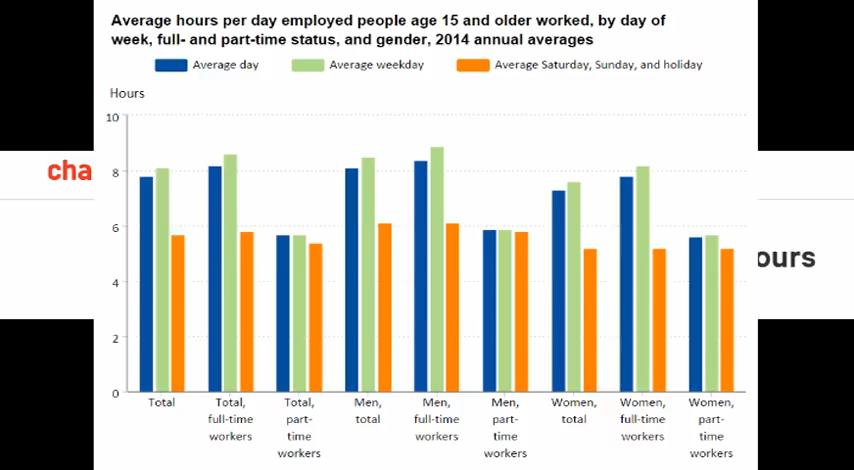 Average hours per day employed people age 15 and older worked, by day of
week, full- and part-time status, and gender, 2014 annual averages
Average day
Average weekday
Average Saturday, Sunday, and holiday
Hours
10
8
6
4
2
0
cha
ours
Total
Total,
full-time
workers
Total,
part-
time
workers
Men,
total
Men,
full-time
workers
Men,
part-
time
workers
Women,
total
Women,
full-time
workers
Women,
part-
time
workers